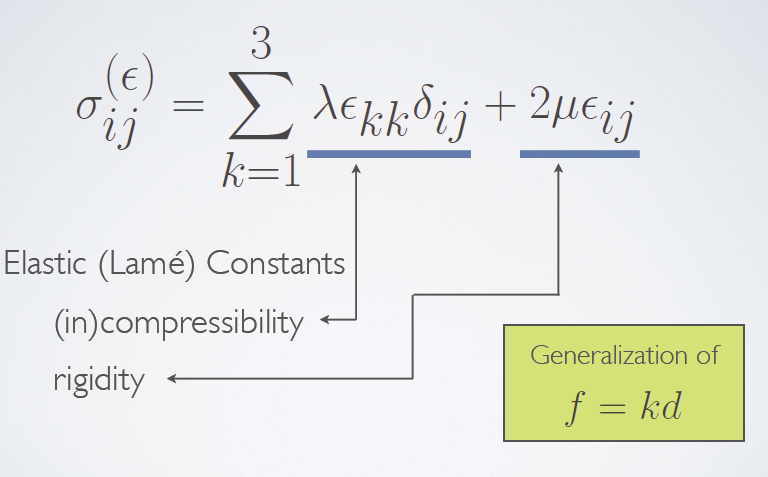 σ_{ij}^{(ϵ)} = \sum_{k=1}^{3} λϵ_{kk}δ_{ij} + 2μϵ_{ij}
Elastic (Lamé) Constants
(in)compressibility
rigidity
Generalization of
f = kd